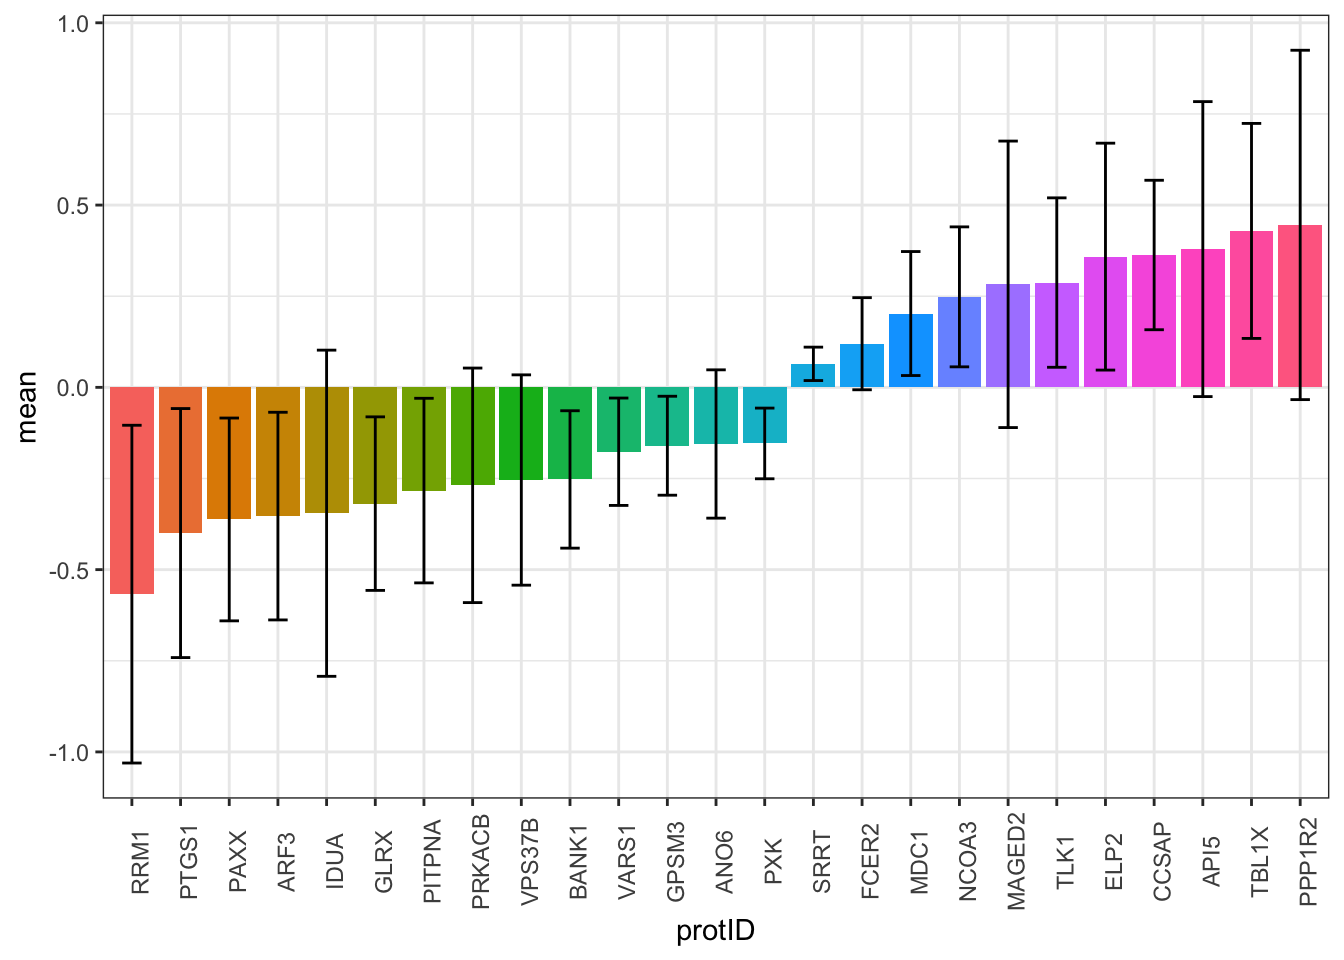 1.0
0.5
0.0
-0.5
-1.0
mean
RRM1
PTGS1
PAXX
ARF3
IDUA
GLRX
PITPNA
PRKACB
VPS37B
BANK1
VARS1
GPSM3
ANO6
PXK
SRRT
FCER2
MDC1
NCOA3
MAGED2
TLK1
ELP2
CCSAP
API5
TBL1X
PPP1R2
protID